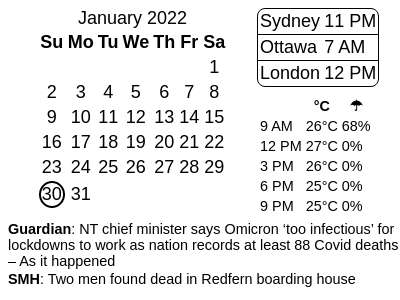 January 2022
Su Mo Tu We Th Fr Sa
1
2 3 4 5 6 7 8
9 10 11 12 13 14 15
16 17 18 19 20 21 22
23 24 25 26 27 28 29
30 31
Sydney 11 PM
Ottawa 7 AM
London 12 PM
°C ☂
9 AM 26°C 68%
12 PM 27°C 0%
3 PM 26°C 0%
6 PM 25°C 0%
9 PM 25°C 0%
Guardian: NT chief minister says Omicron ‘too infectious’ for
lockdowns to work as nation records at least 88 Covid deaths
– As it happened
SMH: Two men found dead in Redfern boarding house